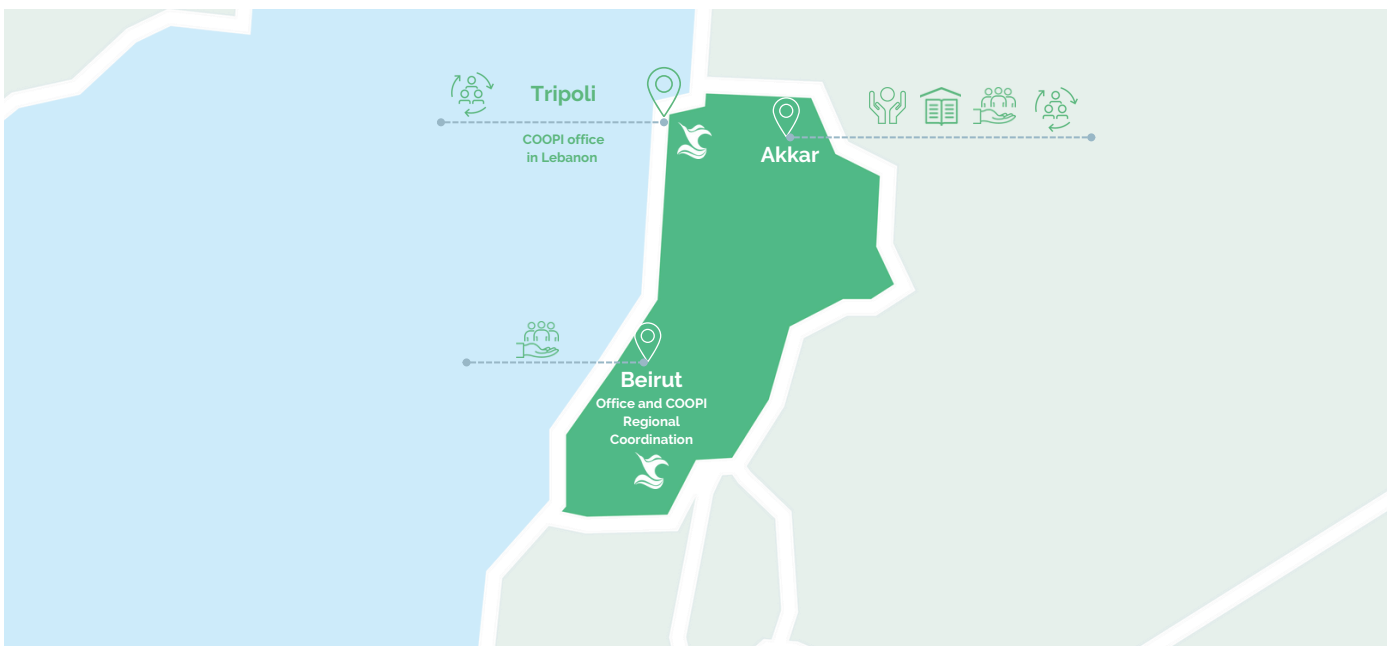 Tripoli
COOPI office
in Lebanon
Akkar
Beirut
Office and COOPI
Regional
Coordination